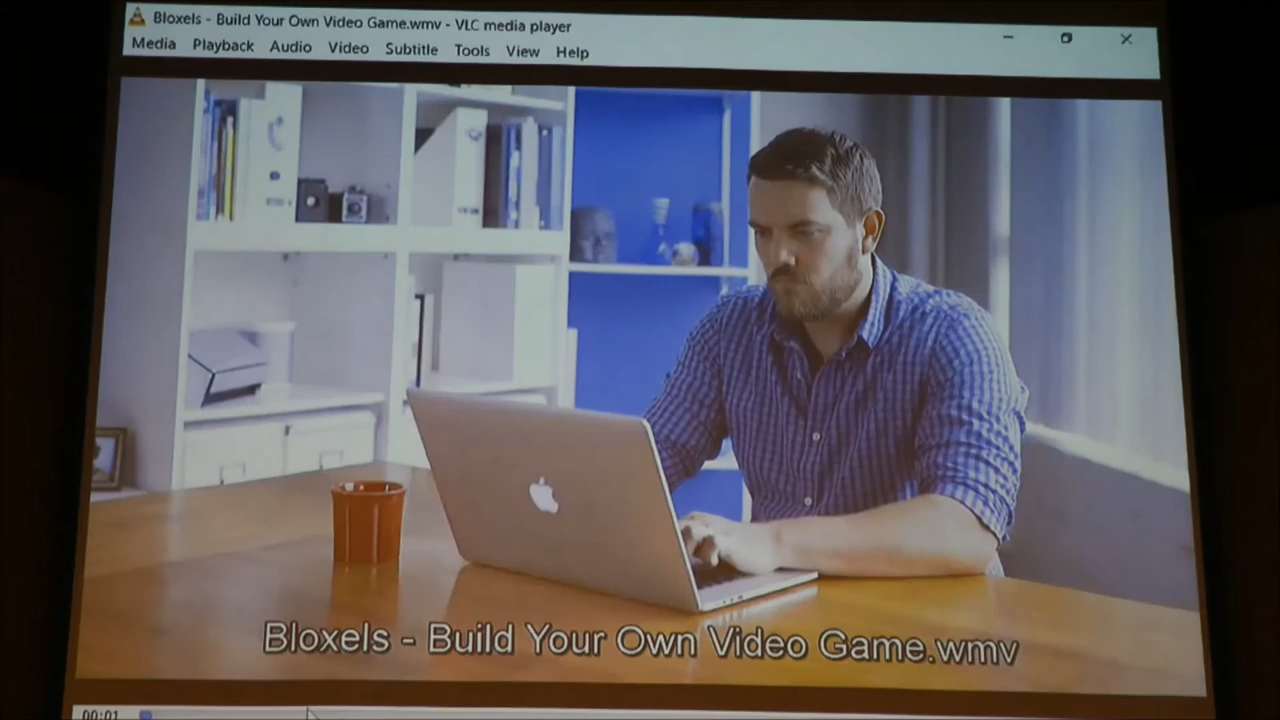 Bloxels - Build Your Own Video Game.wmv - VLC media player
Media Playback Audio Video Subtitle Tools View Help
Bloxels - Build Your Own Video Game.wmv
00:01